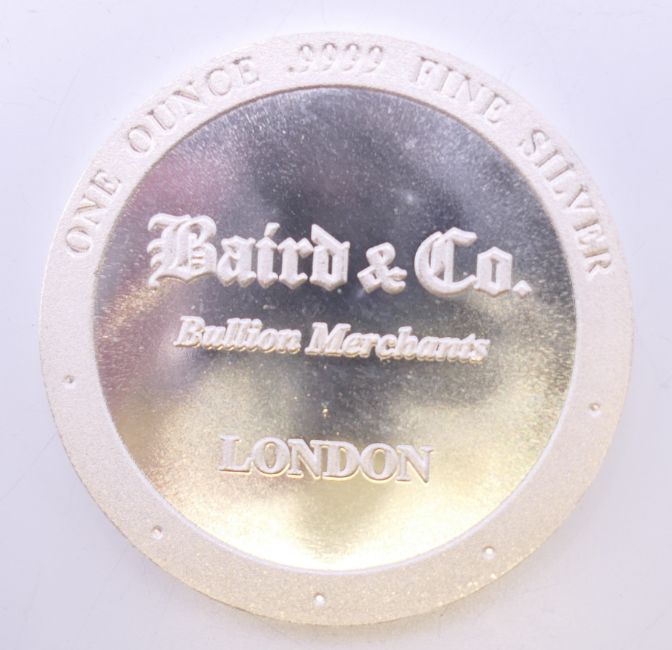 ONE OUNCE .9999 FINE SILVER
Baird & Co.
Bullion Merchants
LONDON